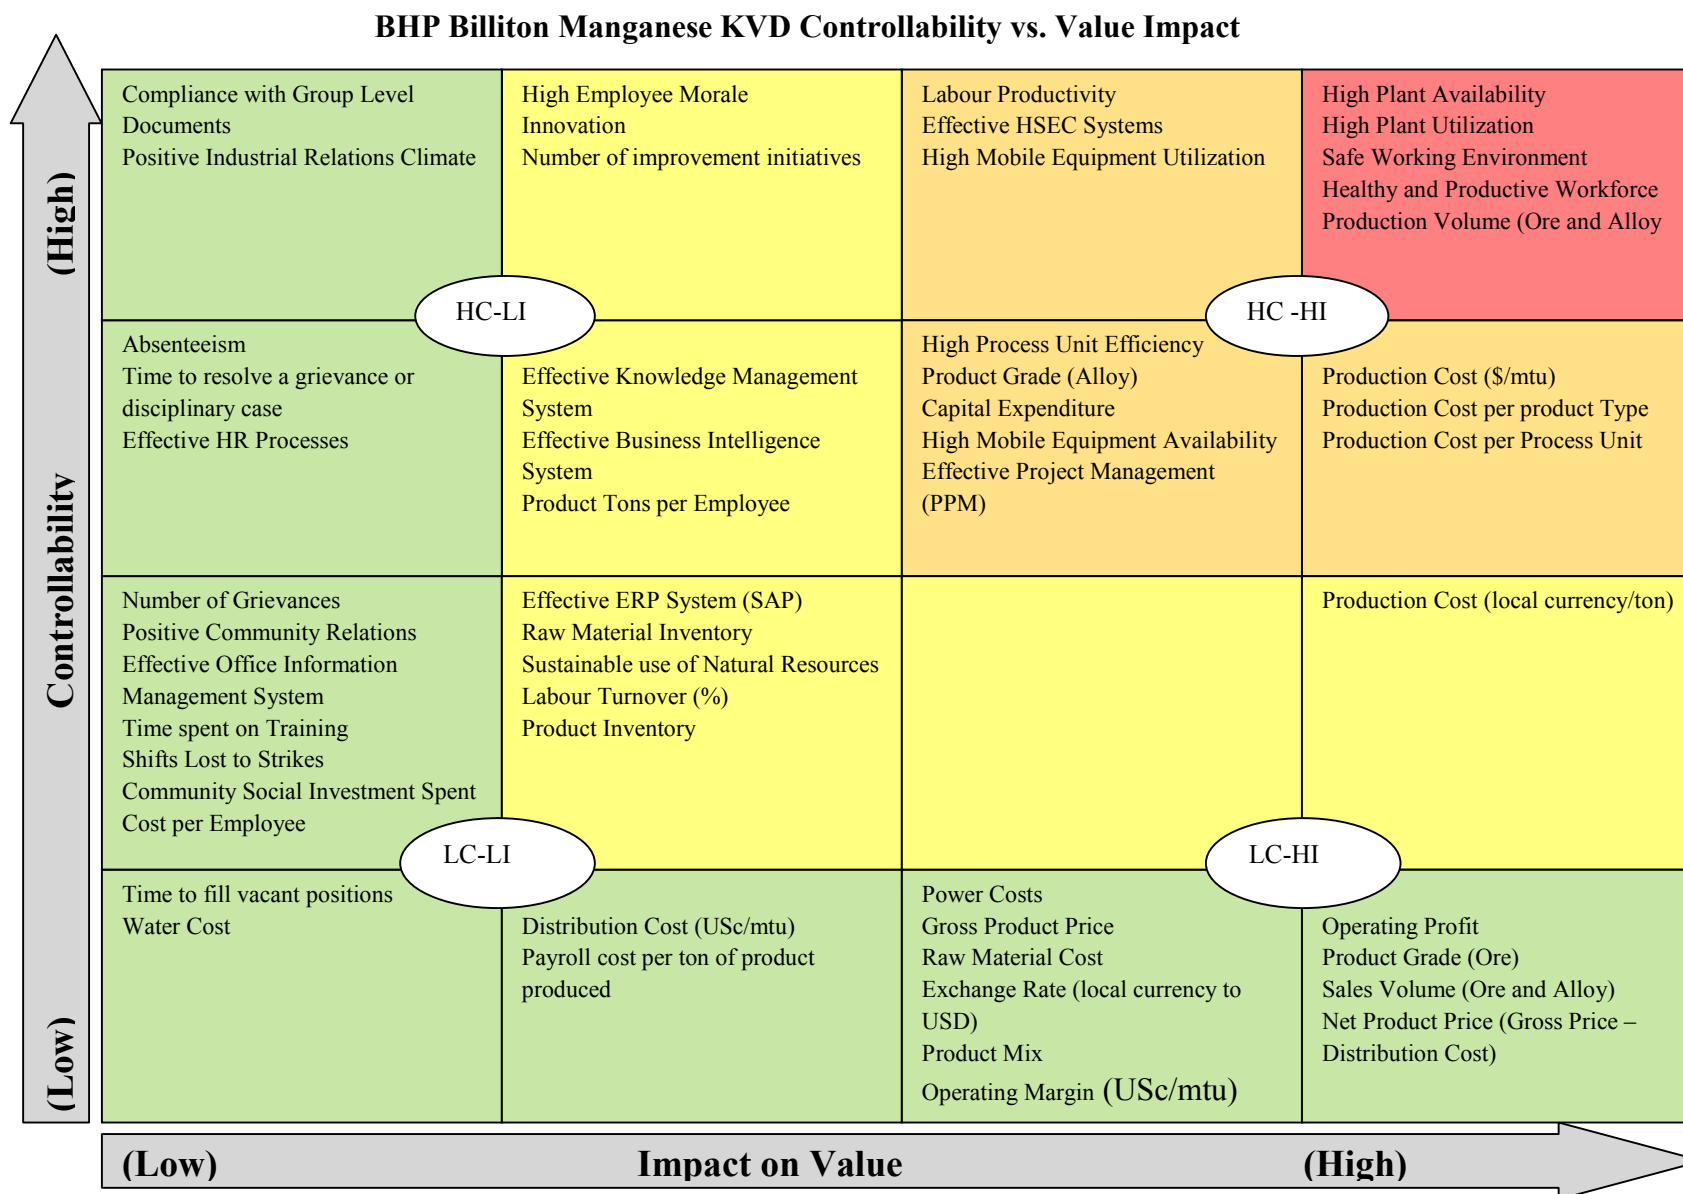 BHP Billiton Manganese KVD Controllability vs. Value Impact
Compliance with Group Level
Documents
Positive Industrial Relations Climate
High Employee Morale
Innovation
Number of improvement initiatives
Labour Productivity
Effective HSEC Systems
High Mobile Equipment Utilization
High Plant Availability
High Plant Utilization
Safe Working Environment
Healthy and Productive Workforce
Production Volume (Ore and Alloy
HC-LI
HC -HI
Absenteeism
Time to resolve a grievance or
disciplinary case
Effective HR Processes
Effective Knowledge Management
System
Effective Business Intelligence
System
Product Tons per Employee
High Process Unit Efficiency
Product Grade (Alloy)
Capital Expenditure
High Mobile Equipment Availability
Effective Project Management
(PPM)
Production Cost ($/mtu)
Production Cost per product Type
Production Cost per Process Unit
Number of Grievances
Positive Community Relations
Effective Office Information
Management System
Time spent on Training
Shifts Lost to Strikes
Community Social Investment Spent
Cost per Employee
Effective ERP System (SAP)
Raw Material Inventory
Sustainable use of Natural Resources
Labour Turnover (%)
Product Inventory
Production Cost (local currency/ton)
LC-LI
LC-HI
Time to fill vacant positions
Water Cost
Distribution Cost (USc/mtu)
Payroll cost per ton of product
produced
Power Costs
Gross Product Price
Raw Material Cost
Exchange Rate (local currency to
USD)
Product Mix
Operating Margin (USc/mtu)
Operating Profit
Product Grade (Ore)
Sales Volume (Ore and Alloy)
Net Product Price (Gross Price –
Distribution Cost)
(Low) Controllability (High)
(Low) Impact on Value (High)